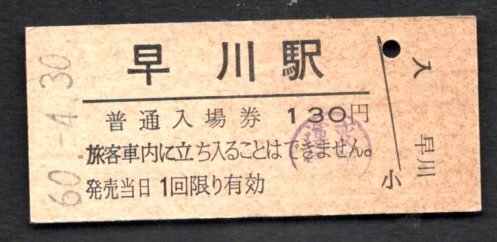 60.-4.30.
早川駅
普通入場券 130円
旅客車内に立ち入ることはできません。
発売当日1回限り有効
入
早川
小